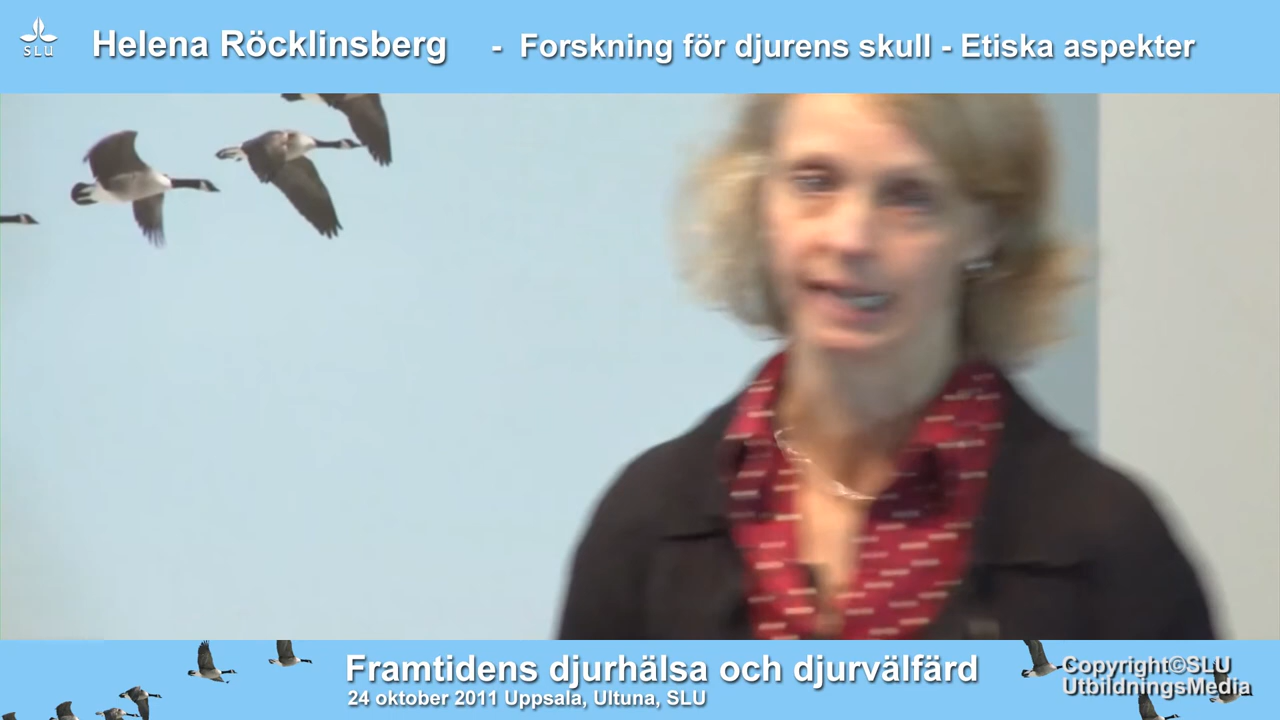 SLU
Helena Röcklinsberg - Forskning för djurens skull - Etiska aspekter
Framtidens djurhälsa och djurvälfärd
24 oktober 2011 Uppsala, Ultuna, SLU
Copyright©SLU
UtbildningsMedia